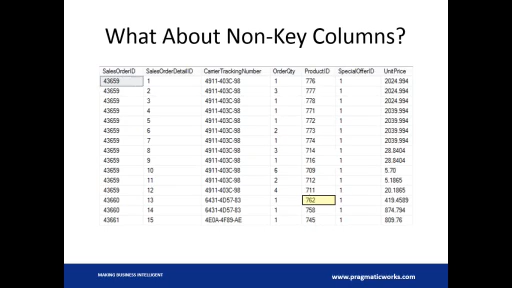 What About Non-Key Columns?
SalesOrderID SalesOrderDetailID CarrierTrackingNumber OrderQty ProductID SpecialOfferID UnitPrice
43659 1 4911-403C-98 1 776 1 2024.994
43659 2 4911-403C-98 3 777 1 2024.994
43659 3 4911-403C-98 1 778 1 2024.994
43659 4 4911-403C-98 1 771 1 2039.994
43659 5 4911-403C-98 1 772 1 2039.994
43659 6 4911-403C-98 2 773 1 2039.994
43659 7 4911-403C-98 1 774 1 2039.994
43659 8 4911-403C-98 3 714 1 28.8404
43659 9 4911-403C-98 1 716 1 28.8404
43659 10 4911-403C-98 6 709 1 5.70
43659 11 4911-403C-98 2 712 1 5.1865
43659 12 4911-403C-98 4 711 1 20.1865
43660 13 6431-4D57-83 1 762 1 419.4589
43660 14 6431-4D57-83 1 758 1 874.794
43661 15 4E0A-4F89-AE 1 745 1 809.76
MAKING BUSINESS INTELLIGENT
www.pragmaticworks.com